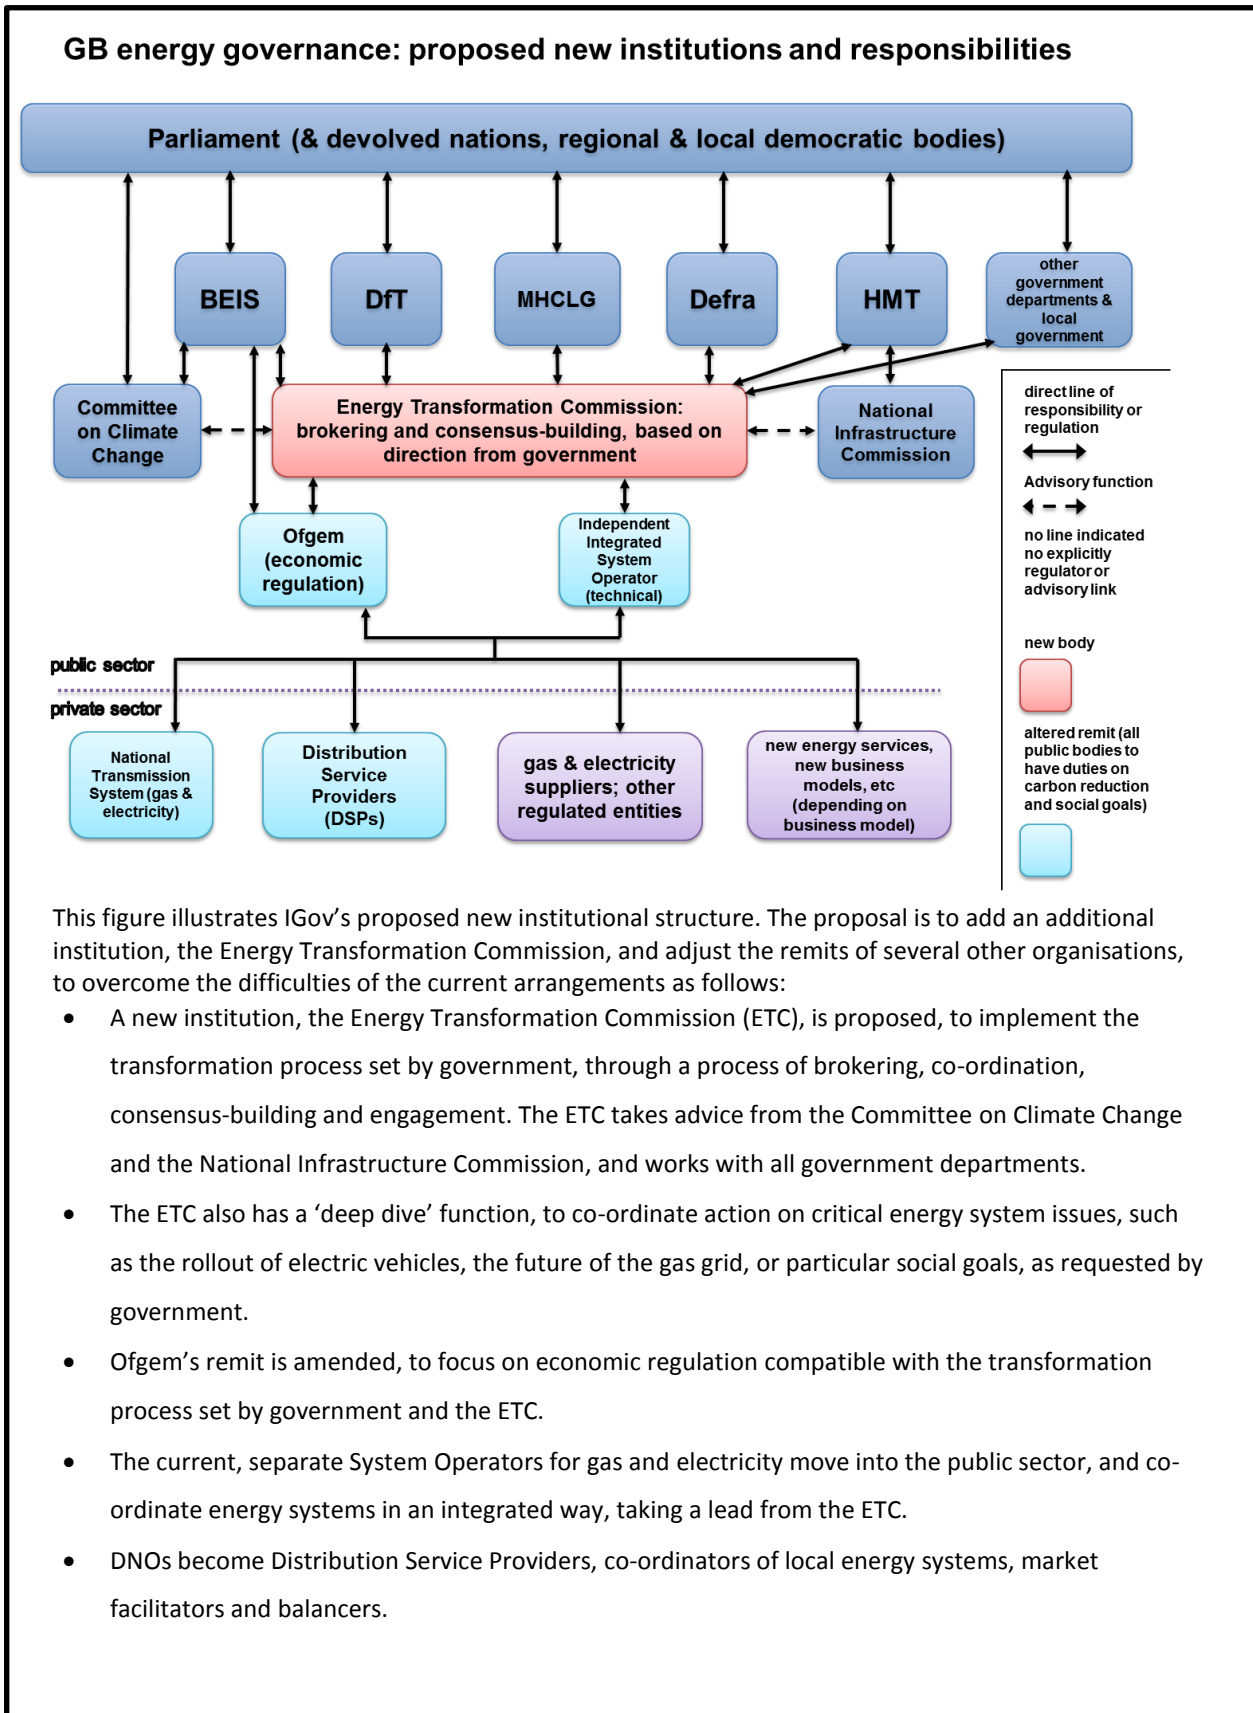 GB energy governance: proposed new institutions and responsibilities
Parliament (& devolved nations, regional & local democratic bodies)
BEIS
DfT
MHCLG
Defra
HMT
other
government
departments &
local
government
Committee
on Climate
Change
Energy Transformation Commission:
brokering and consensus-building, based on
direction from government
National
Infrastructure
Commission
Ofgem
(economic
regulation)
Independent
Integrated
System
Operator
(technical)
public sector
private sector
National
Transmission
System (gas &
electricity)
Distribution
Service
Providers
(DSPs)
gas & electricity
suppliers; other
regulated entities
new energy services,
new business
models, etc
(depending on
business model)
direct line of
responsibility or
regulation
Advisory function
no line indicated
no explicitly
regulator or
advisory link
new body
altered remit (all
public bodies to
have duties on
carbon reduction
and social goals)
This figure illustrates IGov’s proposed new institutional structure. The proposal is to add an additional
institution, the Energy Transformation Commission, and adjust the remits of several other organisations,
to overcome the difficulties of the current arrangements as follows:
• A new institution, the Energy Transformation Commission (ETC), is proposed, to implement the
transformation process set by government, through a process of brokering, co-ordination,
consensus-building and engagement. The ETC takes advice from the Committee on Climate Change
and the National Infrastructure Commission, and works with all government departments.
• The ETC also has a ‘deep dive’ function, to co-ordinate action on critical energy system issues, such
as the rollout of electric vehicles, the future of the gas grid, or particular social goals, as requested by
government.
• Ofgem’s remit is amended, to focus on economic regulation compatible with the transformation
process set by government and the ETC.
• The current, separate System Operators for gas and electricity move into the public sector, and co-
ordinate energy systems in an integrated way, taking a lead from the ETC.
• DNOs become Distribution Service Providers, co-ordinators of local energy systems, market
facilitators and balancers.